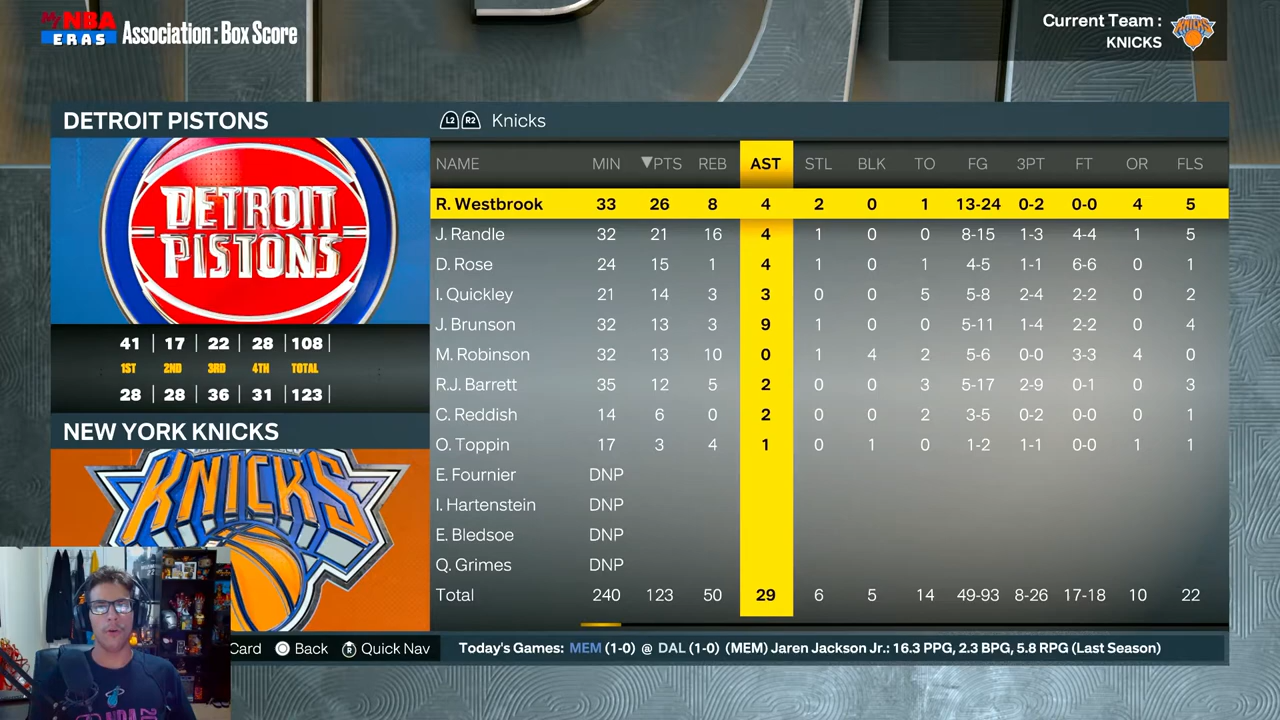 My NBA
ERAS
Association : Box Score
Current Team :
KNICKS
KNICKS
DETROIT PISTONS
DETROIT
PISTONS
41 | 17 | 22 | 28 | 108 |
1ST 2ND 3RD 4TH TOTAL
28 | 28 | 36 | 31 | 123 |
NEW YORK KNICKS
KNICKS
L2 R2 Knicks
NAME MIN ▼PTS REB AST STL BLK TO FG 3PT FT OR FLS
R. Westbrook 33 26 8 4 2 0 1 13-24 0-2 0-0 4 5
J. Randle 32 21 16 4 1 0 0 8-15 1-3 4-4 1 5
D. Rose 24 15 1 4 1 0 1 4-5 1-1 6-6 0 1
I. Quickley 21 14 3 3 0 0 5 5-8 2-4 2-2 0 2
J. Brunson 32 13 3 9 1 0 0 5-11 1-4 2-2 0 4
M. Robinson 32 13 10 0 1 4 2 5-6 0-0 3-3 4 0
R.J. Barrett 35 12 5 2 0 0 3 5-17 2-9 0-1 0 3
C. Reddish 14 6 0 2 0 0 2 3-5 0-2 0-0 0 1
O. Toppin 17 3 4 1 0 1 0 1-2 1-1 0-0 1 1
E. Fournier DNP
I. Hartenstein DNP
E. Bledsoe DNP
Q. Grimes DNP
Total 240 123 50 29 6 5 14 49-93 8-26 17-18 10 22
Card Back R Quick Nav
Today's Games: MEM (1-0) @ DAL (1-0) (MEM) Jaren Jackson Jr.: 16.3 PPG, 2.3 BPG, 5.8 RPG (Last Season)